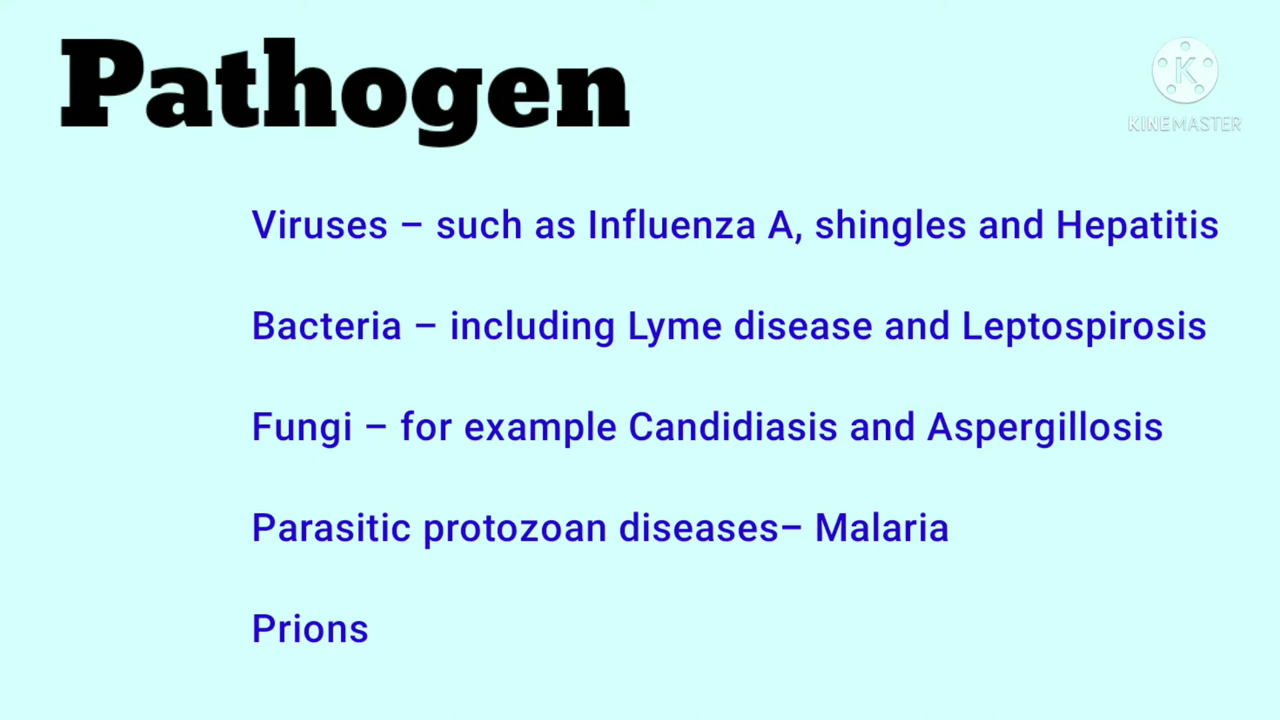 Pathogen
K
KINEMASTER
Viruses – such as Influenza A, shingles and Hepatitis
Bacteria – including Lyme disease and Leptospirosis
Fungi – for example Candidiasis and Aspergillosis
Parasitic protozoan diseases– Malaria
Prions